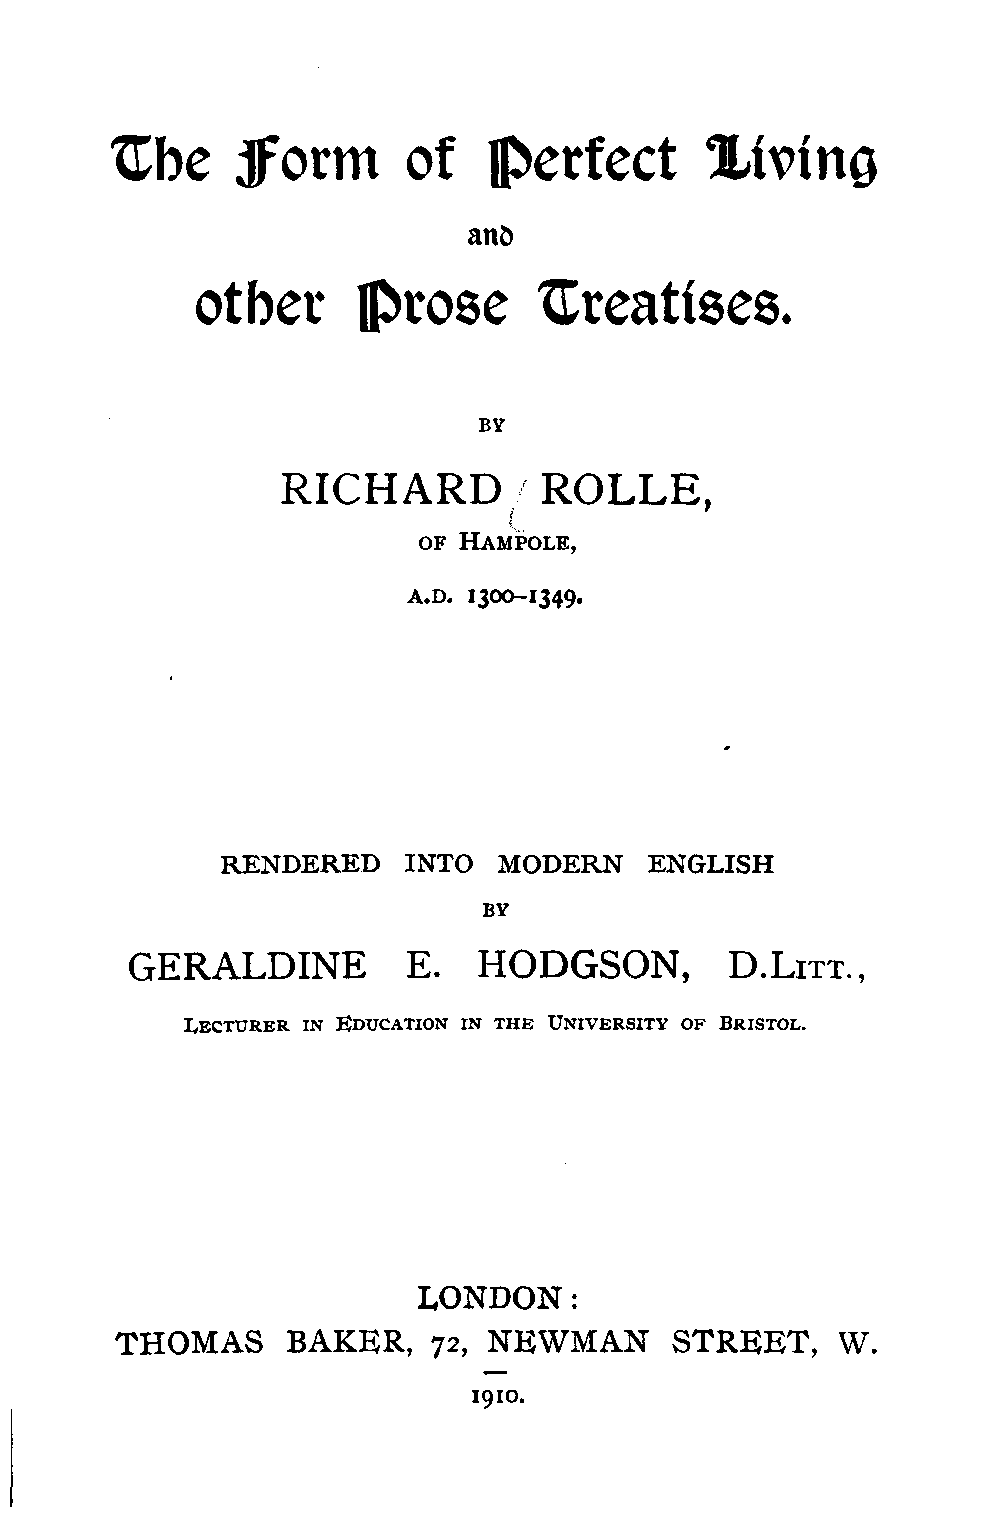 The Form of Perfect Living
and
other Prose Treatises.
BY
RICHARD ROLLE,
OF HAMPOLE,
A.D. 1300–1349.
RENDERED INTO MODERN ENGLISH
BY
GERALDINE E. HODGSON, D.LITT.,
LECTURER IN EDUCATION IN THE UNIVERSITY OF BRISTOL.
LONDON:
THOMAS BAKER, 72, NEWMAN STREET, W.
1910.